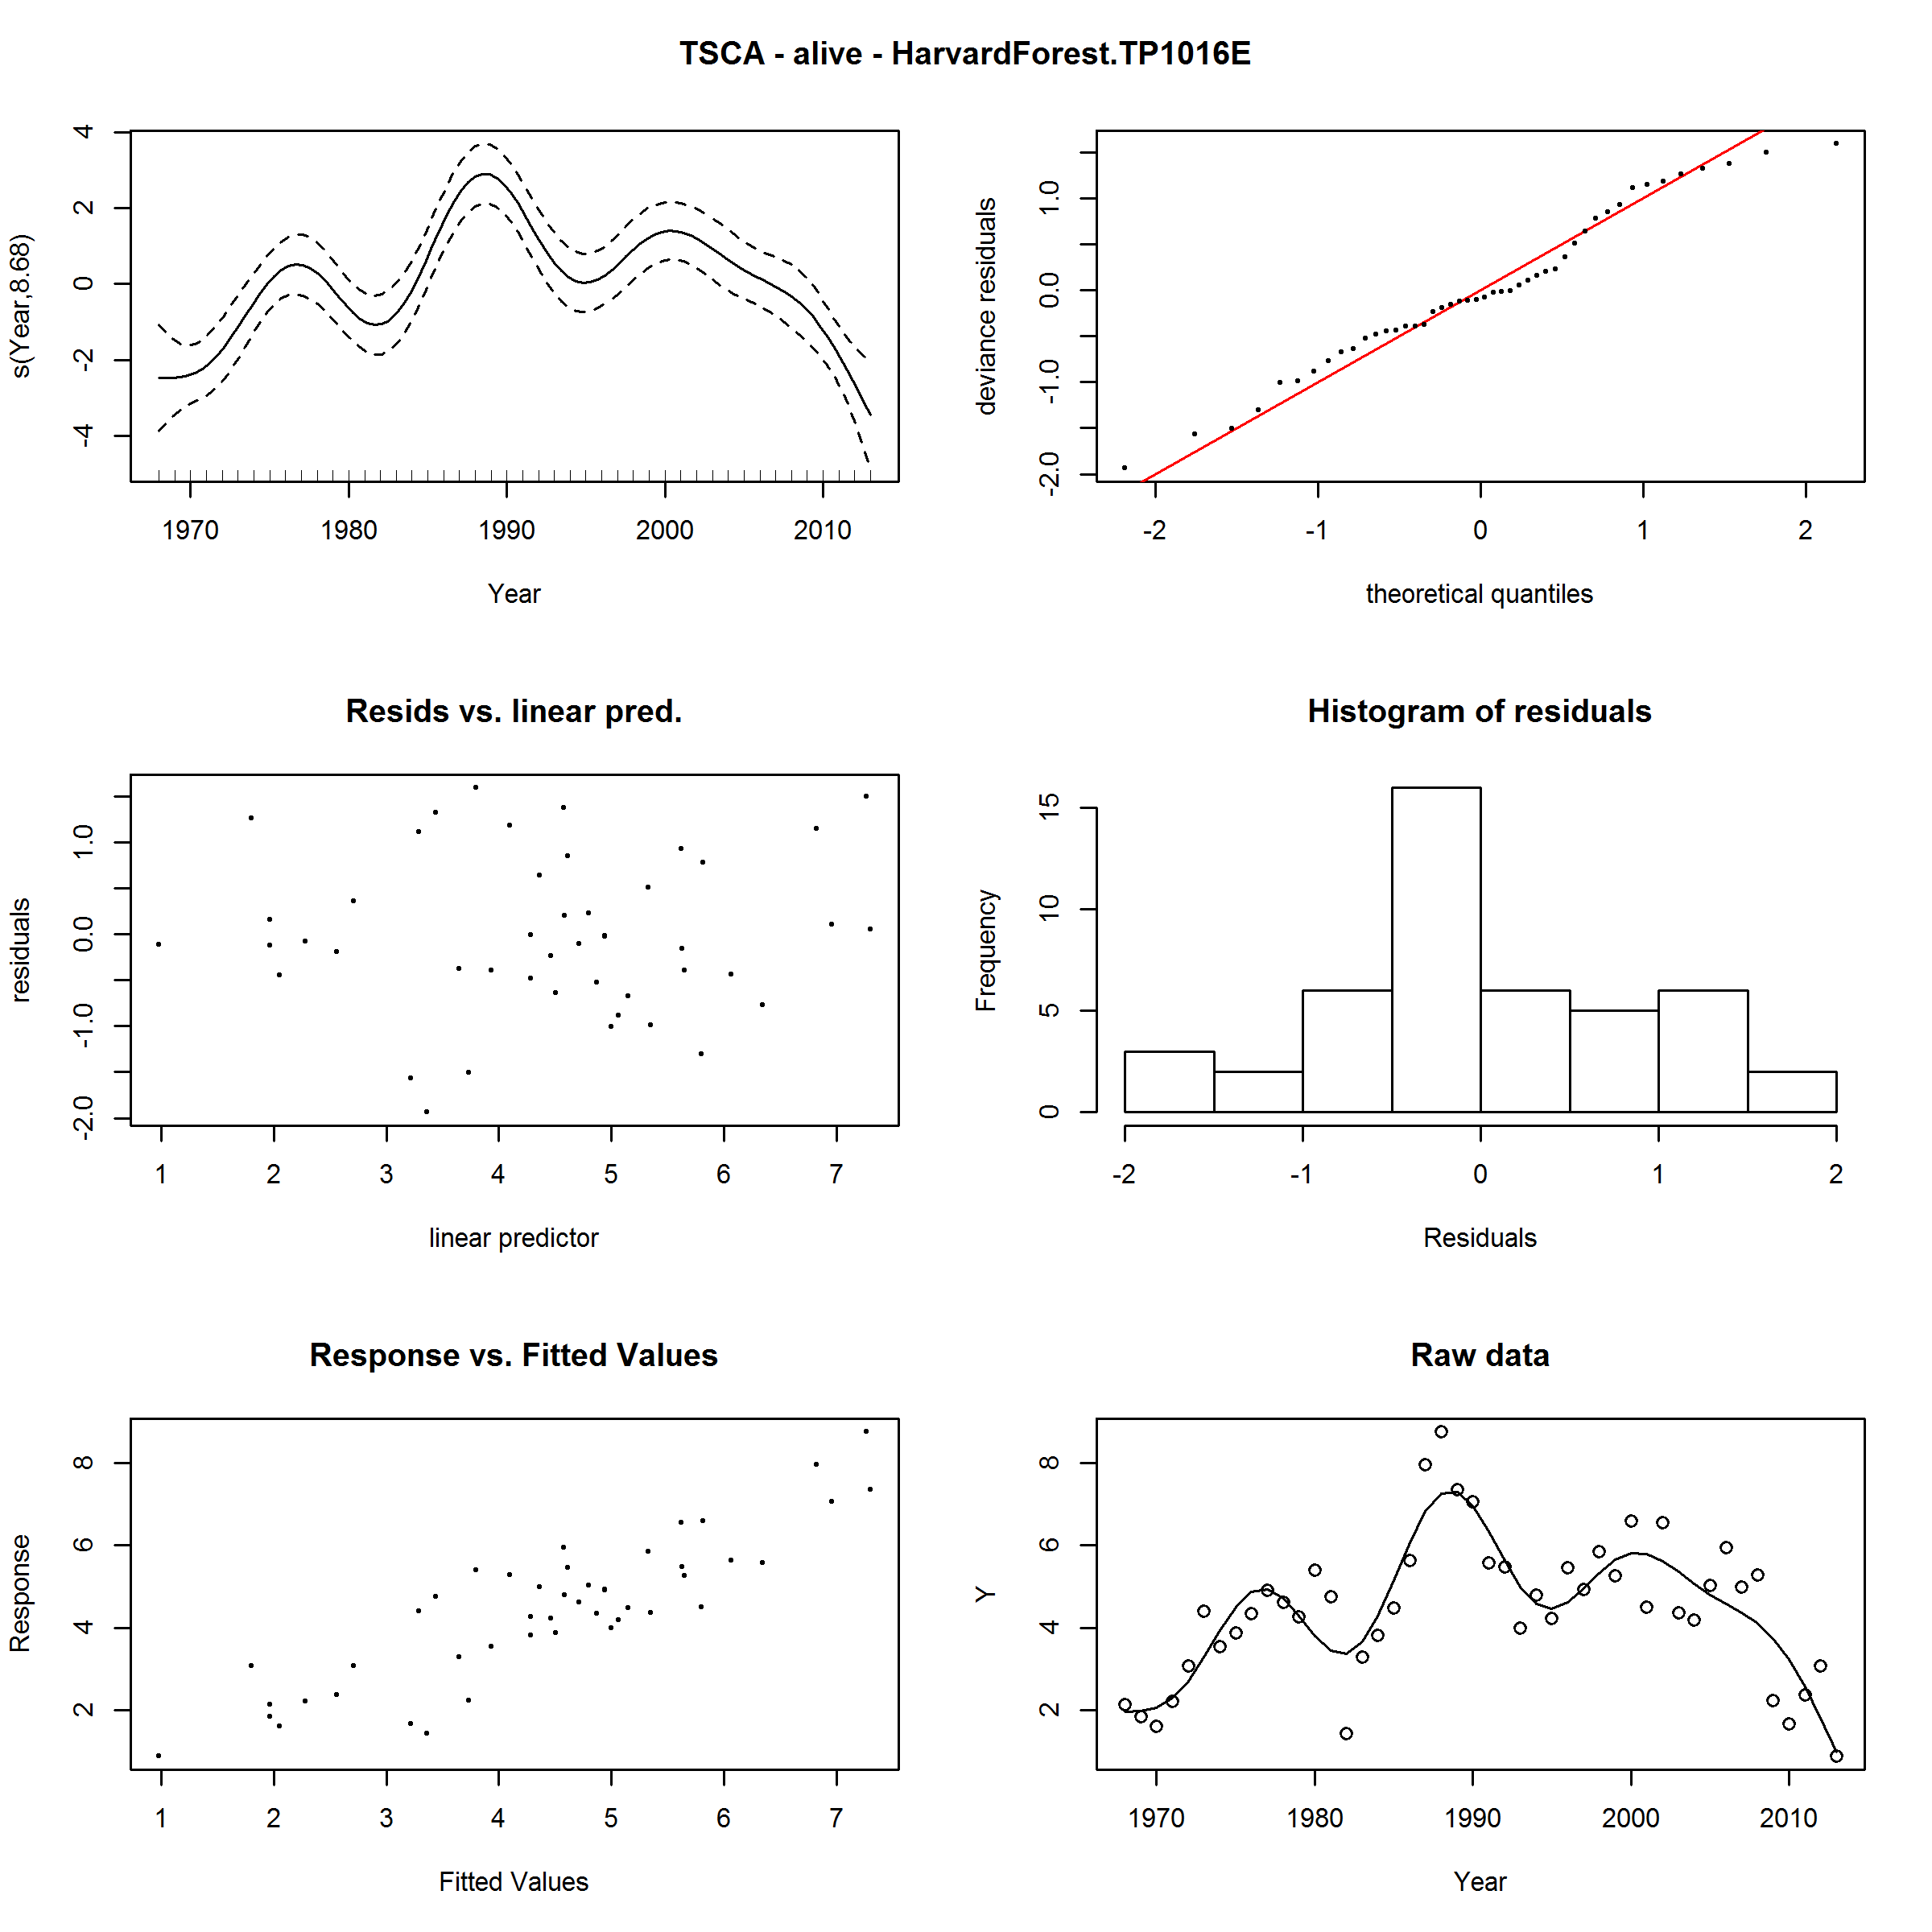 TSCA - alive - HarvardForest.TP1016E
s(Year,8.68)
4
2
0
-2
-4
1970 1980 1990 2000 2010
Year
deviance residuals
1.0
0.0
-1.0
-2.0
-2 -1 0 1 2
theoretical quantiles
Resids vs. linear pred.
residuals
1.0
0.0
-1.0
-2.0
1 2 3 4 5 6 7
linear predictor
Histogram of residuals
Frequency
15
10
5
0
-2 -1 0 1 2
Residuals
Response vs. Fitted Values
Response
8
6
4
2
1 2 3 4 5 6 7
Fitted Values
Raw data
Y
8
6
4
2
1970 1980 1990 2000 2010
Year